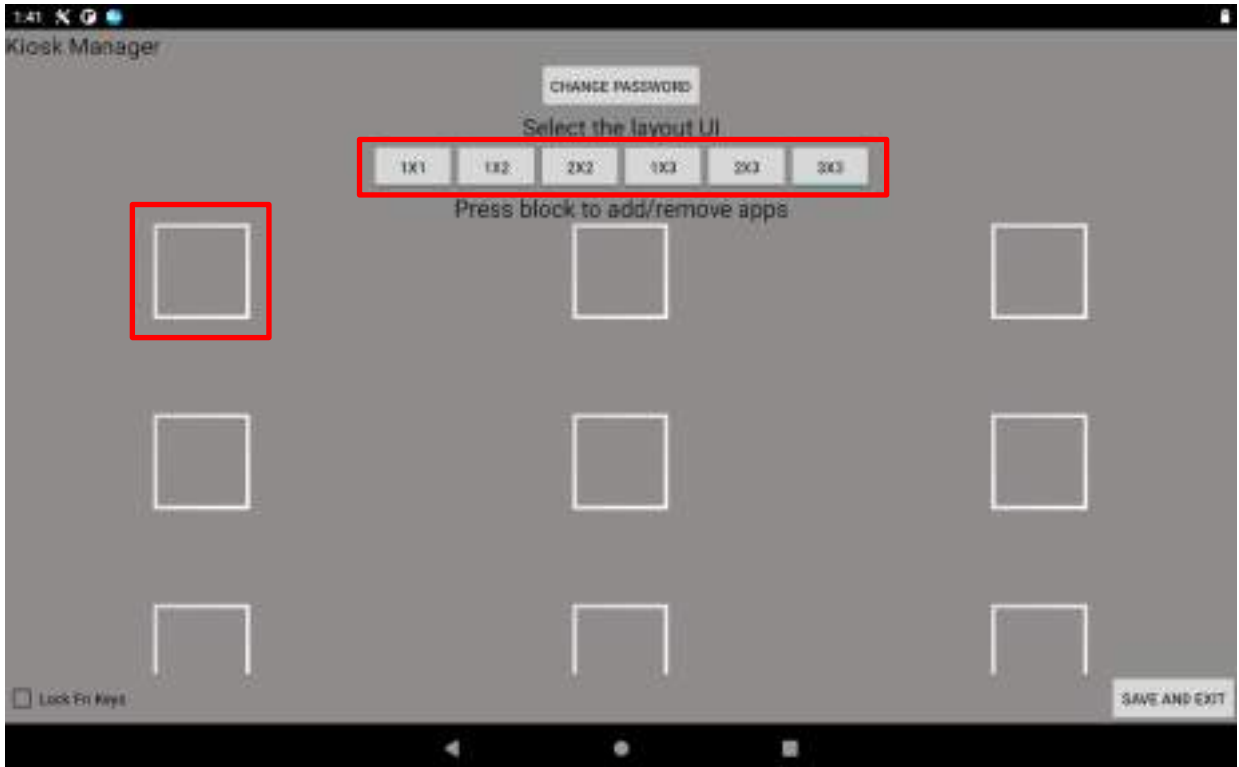 1:41
Kiosk Manager
CHANGE PASSWORD
Select the layout UI
1X1 1X2 2X2 1X3 2X3 3X3
Press block to add/remove apps
Lock Fn Keys
SAVE AND EXIT